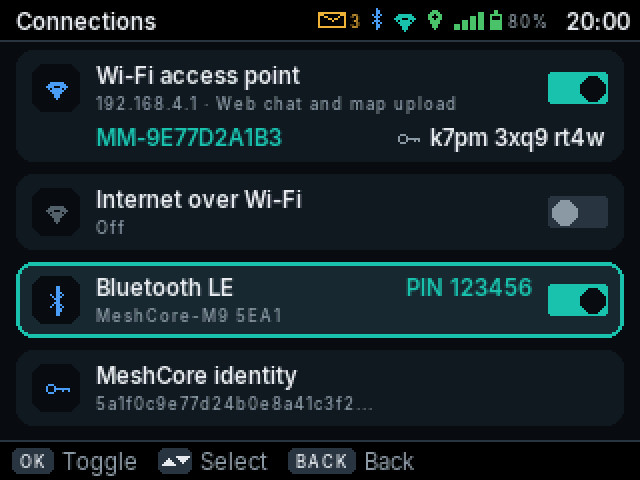 Connections 3 80% 20:00
Wi-Fi access point
192.168.4.1 · Web chat and map upload
MM-9E77D2A1B3 k7pm 3xq9 rt4w
Internet over Wi-Fi
Off
Bluetooth LE PIN 123456
MeshCore-M9 5EA1
MeshCore identity
5a1f0c9e77d24b0e8a41c3f2...
OK Toggle Select BACK Back